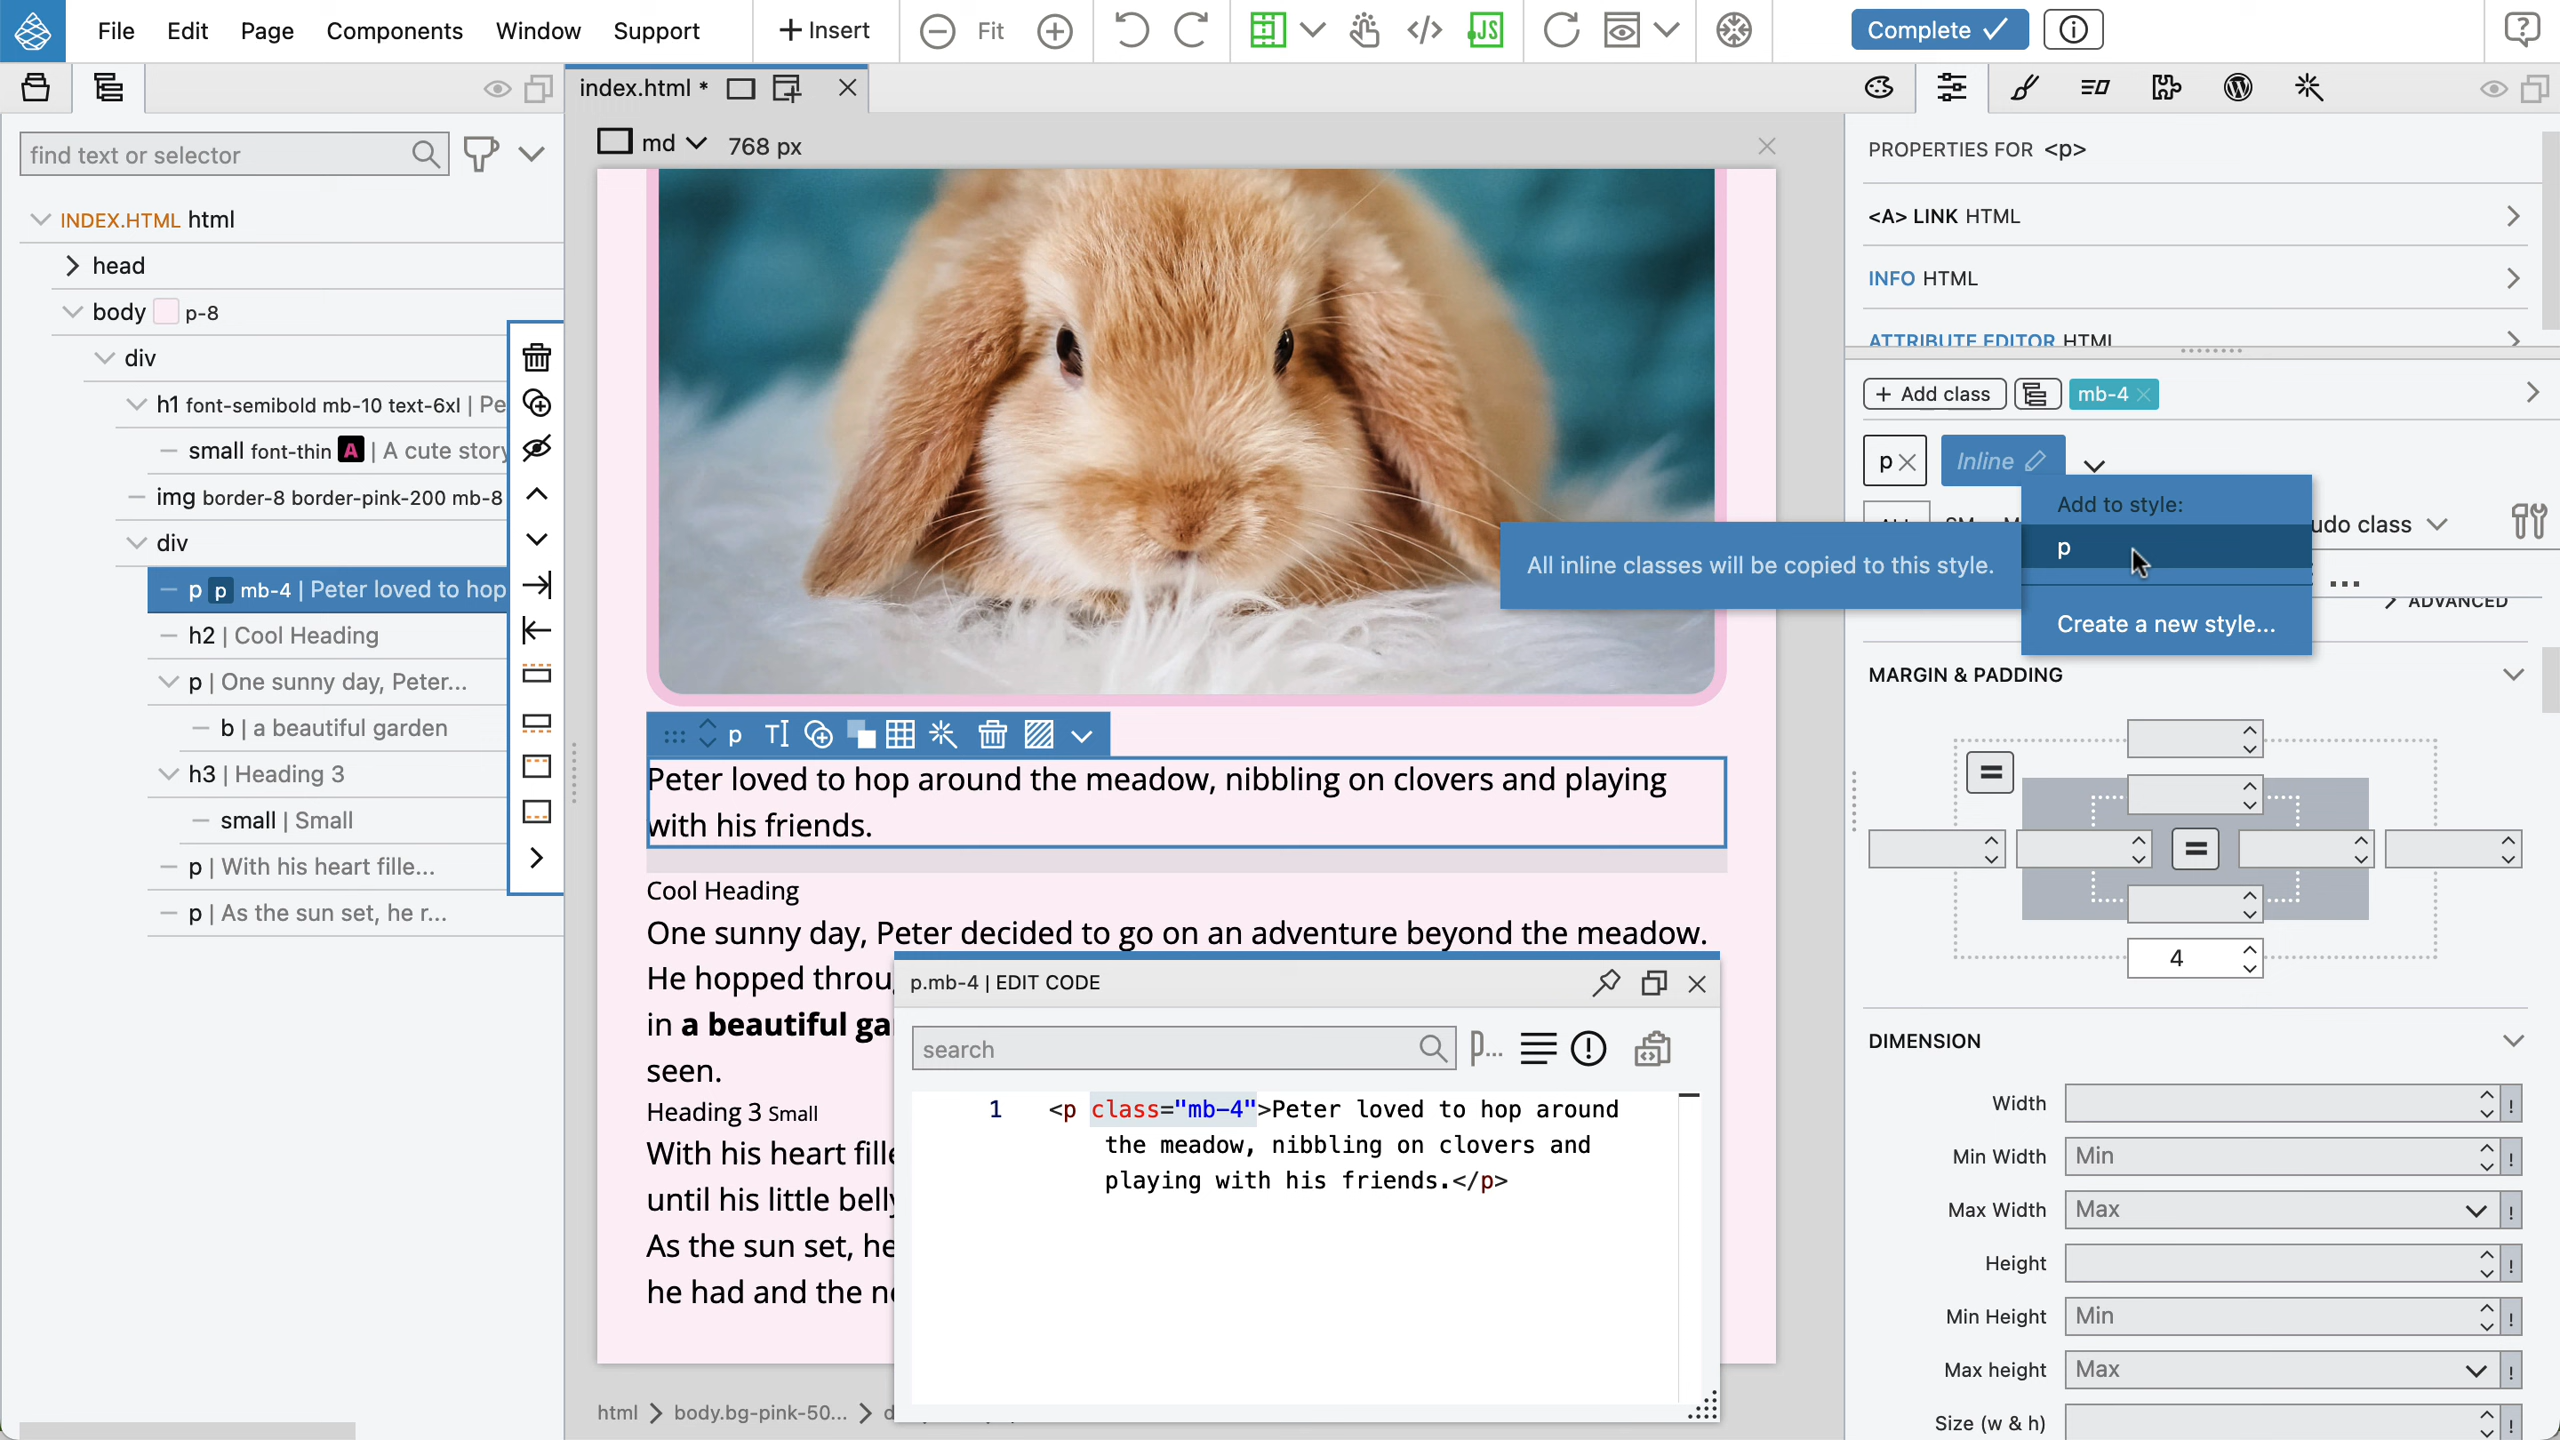 File Edit Page Components Window Support + Insert Fit JS Complete
index.html *
find text or selector
INDEX.HTML html
head
body p-8
div
h1 font-semibold mb-10 text-6xl | Pe
small font-thin A | A cute story
img border-8 border-pink-200 mb-8
div
p p mb-4 | Peter loved to hop
h2 | Cool Heading
p | One sunny day, Peter...
b | a beautiful garden
h3 | Heading 3
small | Small
p | With his heart fille...
p | As the sun set, he r...
md 768 px
p
Peter loved to hop around the meadow, nibbling on clovers and playing
with his friends.
Cool Heading
One sunny day, Peter decided to go on an adventure beyond the meadow.
He hopped throu
in a beautiful ga
seen.
Heading 3 Small
With his heart fille
until his little belly
As the sun set, he
he had and the n
html > body.bg-pink-50... > d
p.mb-4 | EDIT CODE
search
p...
1 <p class="mb-4">Peter loved to hop around
the meadow, nibbling on clovers and
playing with his friends.</p>
PROPERTIES FOR <p>
<A> LINK HTML
INFO HTML
ATTRIBUTE EDITOR HTML
+ Add class mb-4
p Inline
Add to style:
p
Create a new style...
All inline classes will be copied to this style.
udo class
ADVANCED
MARGIN & PADDING
=
=
4
DIMENSION
Width !
Min Width Min !
Max Width Max !
Height !
Min Height Min !
Max height Max !
Size (w & h) !